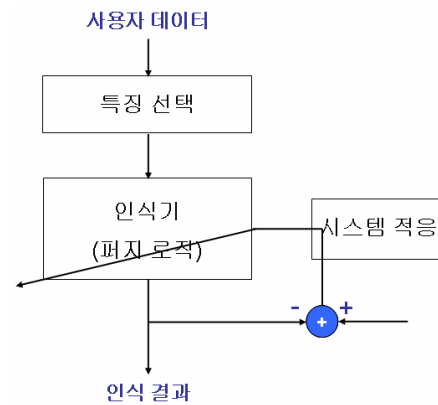 사용자 데이터
특징 선택
인식기
(퍼지 로직)
시스템 적응
- +
+
인식 결과